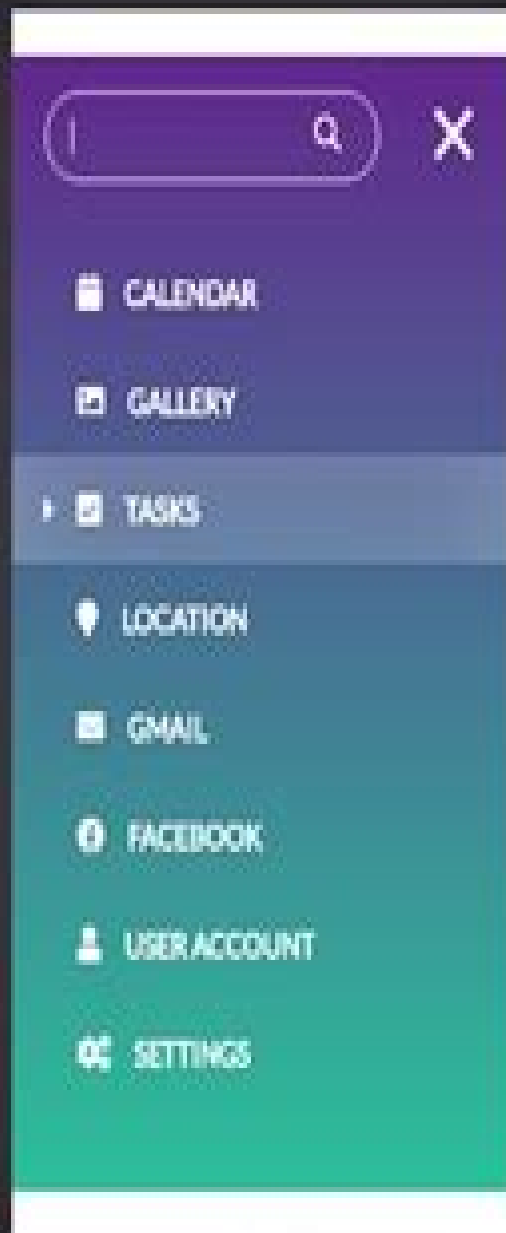 CALENDAR
GALLERY
TASKS
LOCATION
GMAIL
FACEBOOK
USER ACCOUNT
SETTINGS